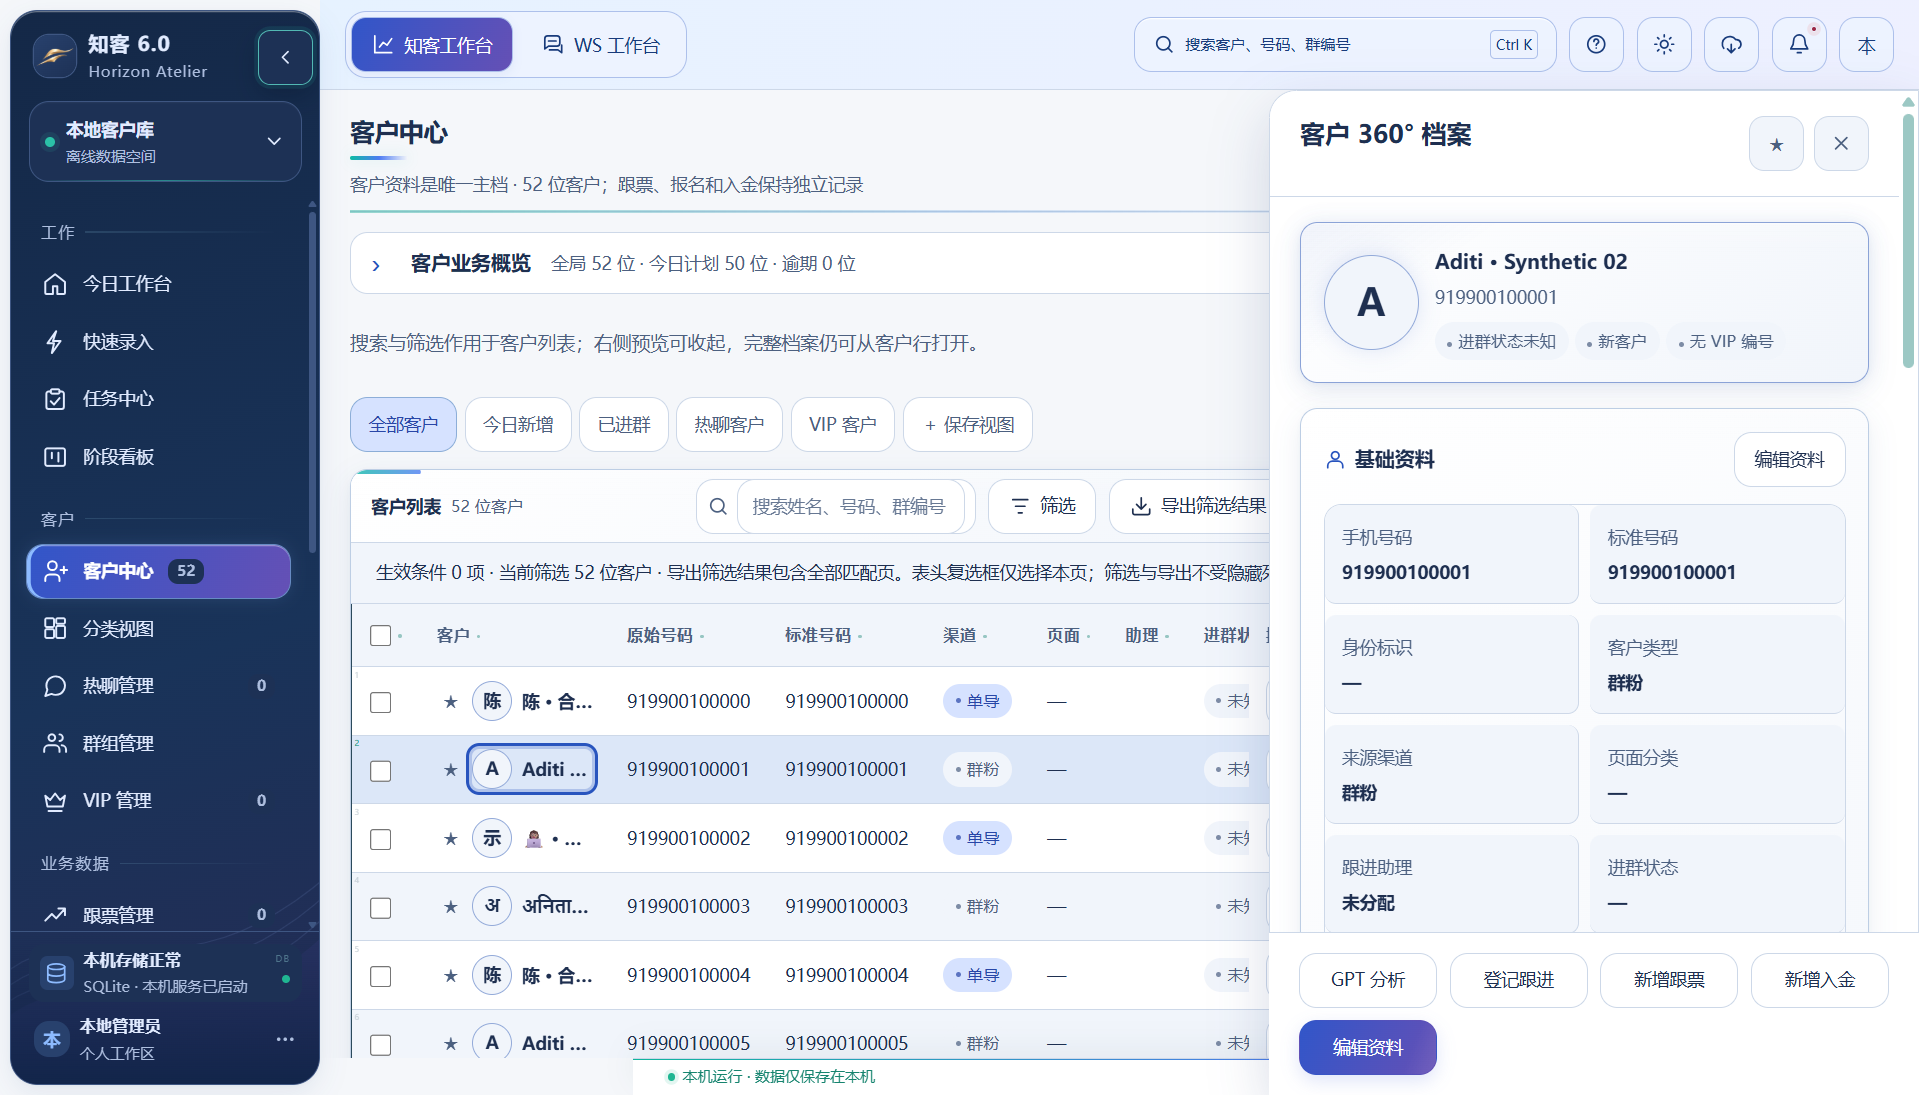 知客 6.0
Horizon Atelier
本地客户库
离线数据空间
工作
今日工作台
快速录入
任务中心
阶段看板
客户
客户中心 52
分类视图
热聊管理 0
群组管理
VIP 管理 0
业务数据
跟票管理 0
本机存储正常 DB
SQLite · 本机服务已启动
本 本地管理员
个人工作区
知客工作台 WS 工作台
搜索客户、号码、群编号 Ctrl K
本
客户中心
客户资料是唯一主档 · 52 位客户；跟票、报名和入金保持独立记录
客户业务概览 全局 52 位 · 今日计划 50 位 · 逾期 0 位
搜索与筛选作用于客户列表；右侧预览可收起，完整档案仍可从客户行打开。
全部客户 今日新增 已进群 热聊客户 VIP 客户 + 保存视图
客户列表 52 位客户 搜索姓名、号码、群编号 筛选 导出筛选结果
生效条件 0 项 · 当前筛选 52 位客户 · 导出筛选结果包含全部匹配页。表头复选框仅选择本页；筛选与导出不受隐藏
客户 原始号码 标准号码 渠道 页面 助理 进群
1 ★ 陈 陈 • 合... 919900100000 919900100000 • 单导 — • 未
2 ★ A Aditi ... 919900100001 919900100001 • 群粉 — • 未
3 ★ 示 👩🏽‍💻 • ... 919900100002 919900100002 • 单导 — • 未
4 ★ अ अनिता... 919900100003 919900100003 • 群粉 — • 未
5 ★ 陈 陈 • 合... 919900100004 919900100004 • 单导 — • 未
6 ★ A Aditi ... 919900100005 919900100005 • 群粉 — • 未
本机运行 · 数据仅保存在本机
客户 360° 档案
★
A
Aditi • Synthetic 02
919900100001
• 进群状态未知 • 新客户 • 无 VIP 编号
基础资料 编辑资料
手机号码 标准号码
919900100001 919900100001
身份标识 客户类型
— 群粉
来源渠道 页面分类
群粉 —
跟进助理 进群状态
未分配 —
GPT 分析 登记跟进 新增跟票 新增入金
编辑资料